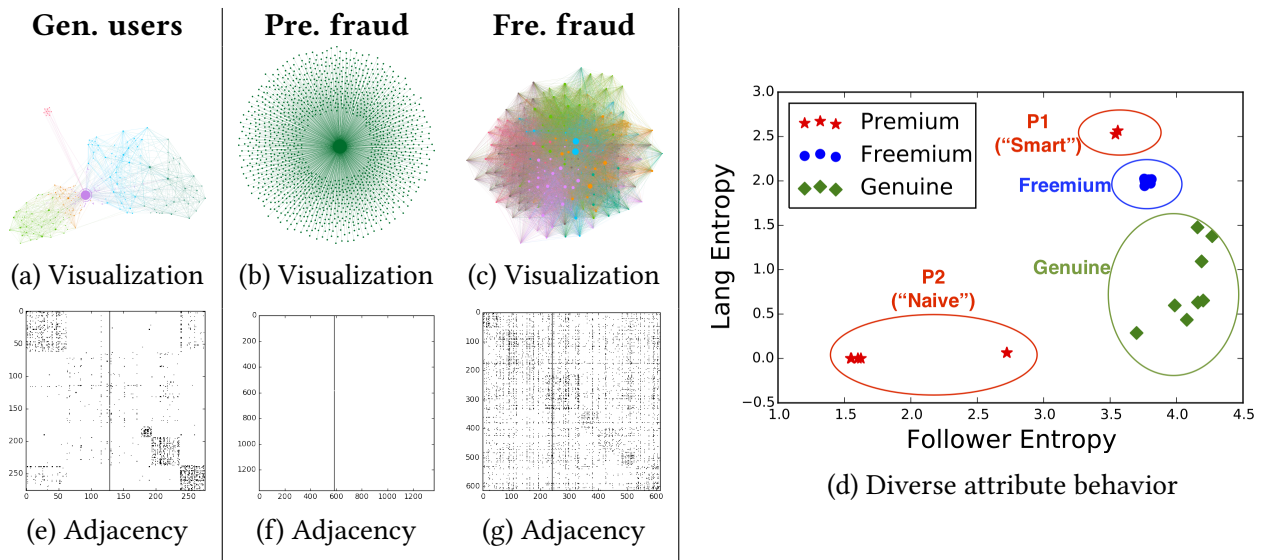 Gen. users
Pre. fraud
Fre. fraud
(a) Visualization
(b) Visualization
(c) Visualization
0
50
100
150
200
250
0 50 100 150 200 250
(e) Adjacency
0
200
400
600
800
1000
1200
0 200 400 600 800 1000 1200
(f) Adjacency
0
100
200
300
400
500
600
0 100 200 300 400 500 600
(g) Adjacency
3.0
2.5
2.0
1.5
1.0
0.5
0.0
−0.5
Lang Entropy
Premium
Freemium
Genuine
P1
(“Smart”)
Freemium
Genuine
P2
(“Naive”)
1.0 1.5 2.0 2.5 3.0 3.5 4.0 4.5
Follower Entropy
(d) Diverse attribute behavior